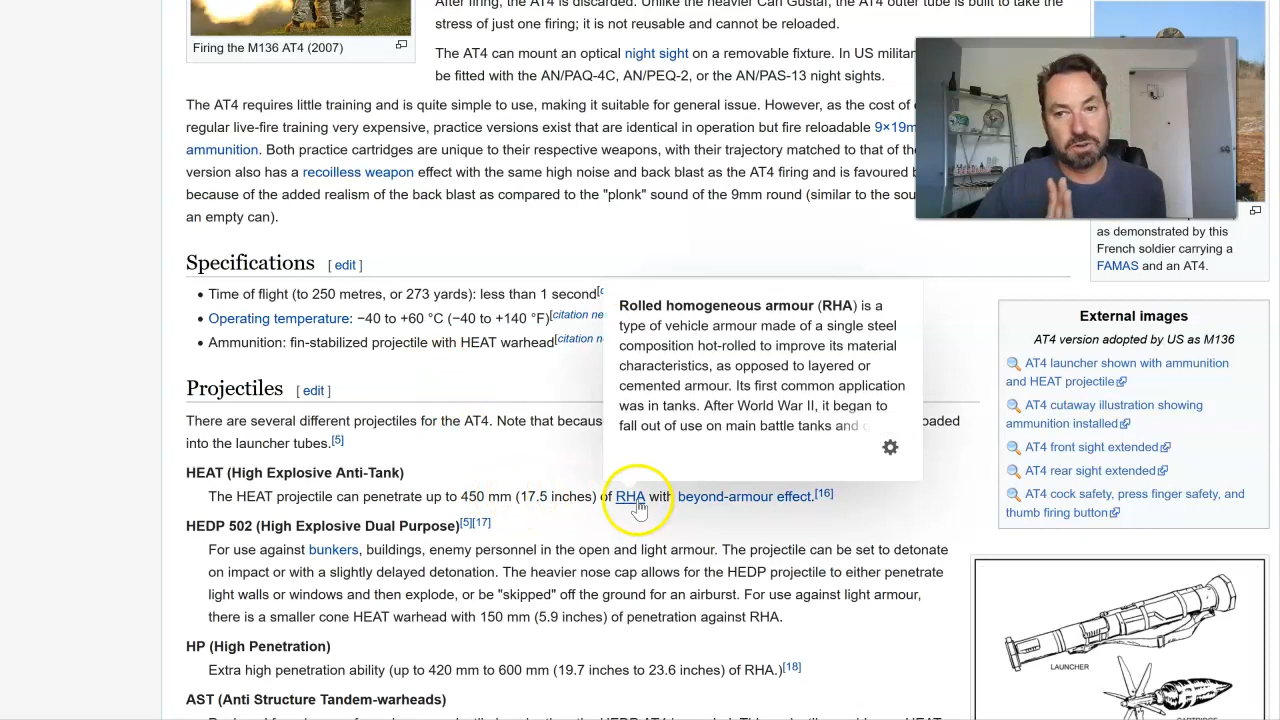 After firing, the AT4 is discarded. Unlike the heavier Carl Gustaf, the AT4 outer tube is built to take the
stress of just one firing; it is not reusable and cannot be reloaded.
Firing the M136 AT4 (2007)
The AT4 can mount an optical night sight on a removable fixture. In US milita
be fitted with the AN/PAQ-4C, AN/PEQ-2, or the AN/PAS-13 night sights.
The AT4 requires little training and is quite simple to use, making it suitable for general issue. However, as the cost of
regular live-fire training very expensive, practice versions exist that are identical in operation but fire reloadable 9×19m
ammunition. Both practice cartridges are unique to their respective weapons, with their trajectory matched to that of the
version also has a recoilless weapon effect with the same high noise and back blast as the AT4 firing and is favoured
because of the added realism of the back blast as compared to the "plonk" sound of the 9mm round (similar to the sou
an empty can).
as demonstrated by this
French soldier carrying a
FAMAS and an AT4.
Specifications [ edit ]
• Time of flight (to 250 metres, or 273 yards): less than 1 second[c
• Operating temperature: −40 to +60 °C (−40 to +140 °F)[citation ne
• Ammunition: fin-stabilized projectile with HEAT warhead[citation ne
Rolled homogeneous armour (RHA) is a
type of vehicle armour made of a single steel
composition hot-rolled to improve its material
characteristics, as opposed to layered or
cemented armour. Its first common application
was in tanks. After World War II, it began to
fall out of use on main battle tanks and o
External images
AT4 version adopted by US as M136
AT4 launcher shown with ammunition
and HEAT projectile
AT4 cutaway illustration showing
ammunition installed
AT4 front sight extended
AT4 rear sight extended
AT4 cock safety, press finger safety, and
thumb firing button
Projectiles [ edit ]
There are several different projectiles for the AT4. Note that becaus oaded
into the launcher tubes.[5]
HEAT (High Explosive Anti-Tank)
The HEAT projectile can penetrate up to 450 mm (17.5 inches) of RHA with beyond-armour effect.[16]
HEDP 502 (High Explosive Dual Purpose)[5][17]
For use against bunkers, buildings, enemy personnel in the open and light armour. The projectile can be set to detonate
on impact or with a slightly delayed detonation. The heavier nose cap allows for the HEDP projectile to either penetrate
light walls or windows and then explode, or be "skipped" off the ground for an airburst. For use against light armour,
there is a smaller cone HEAT warhead with 150 mm (5.9 inches) of penetration against RHA.
HP (High Penetration)
Extra high penetration ability (up to 420 mm to 600 mm (19.7 inches to 23.6 inches) of RHA.)[18]
AST (Anti Structure Tandem-warheads)
LAUNCHER
CARTRIDGE